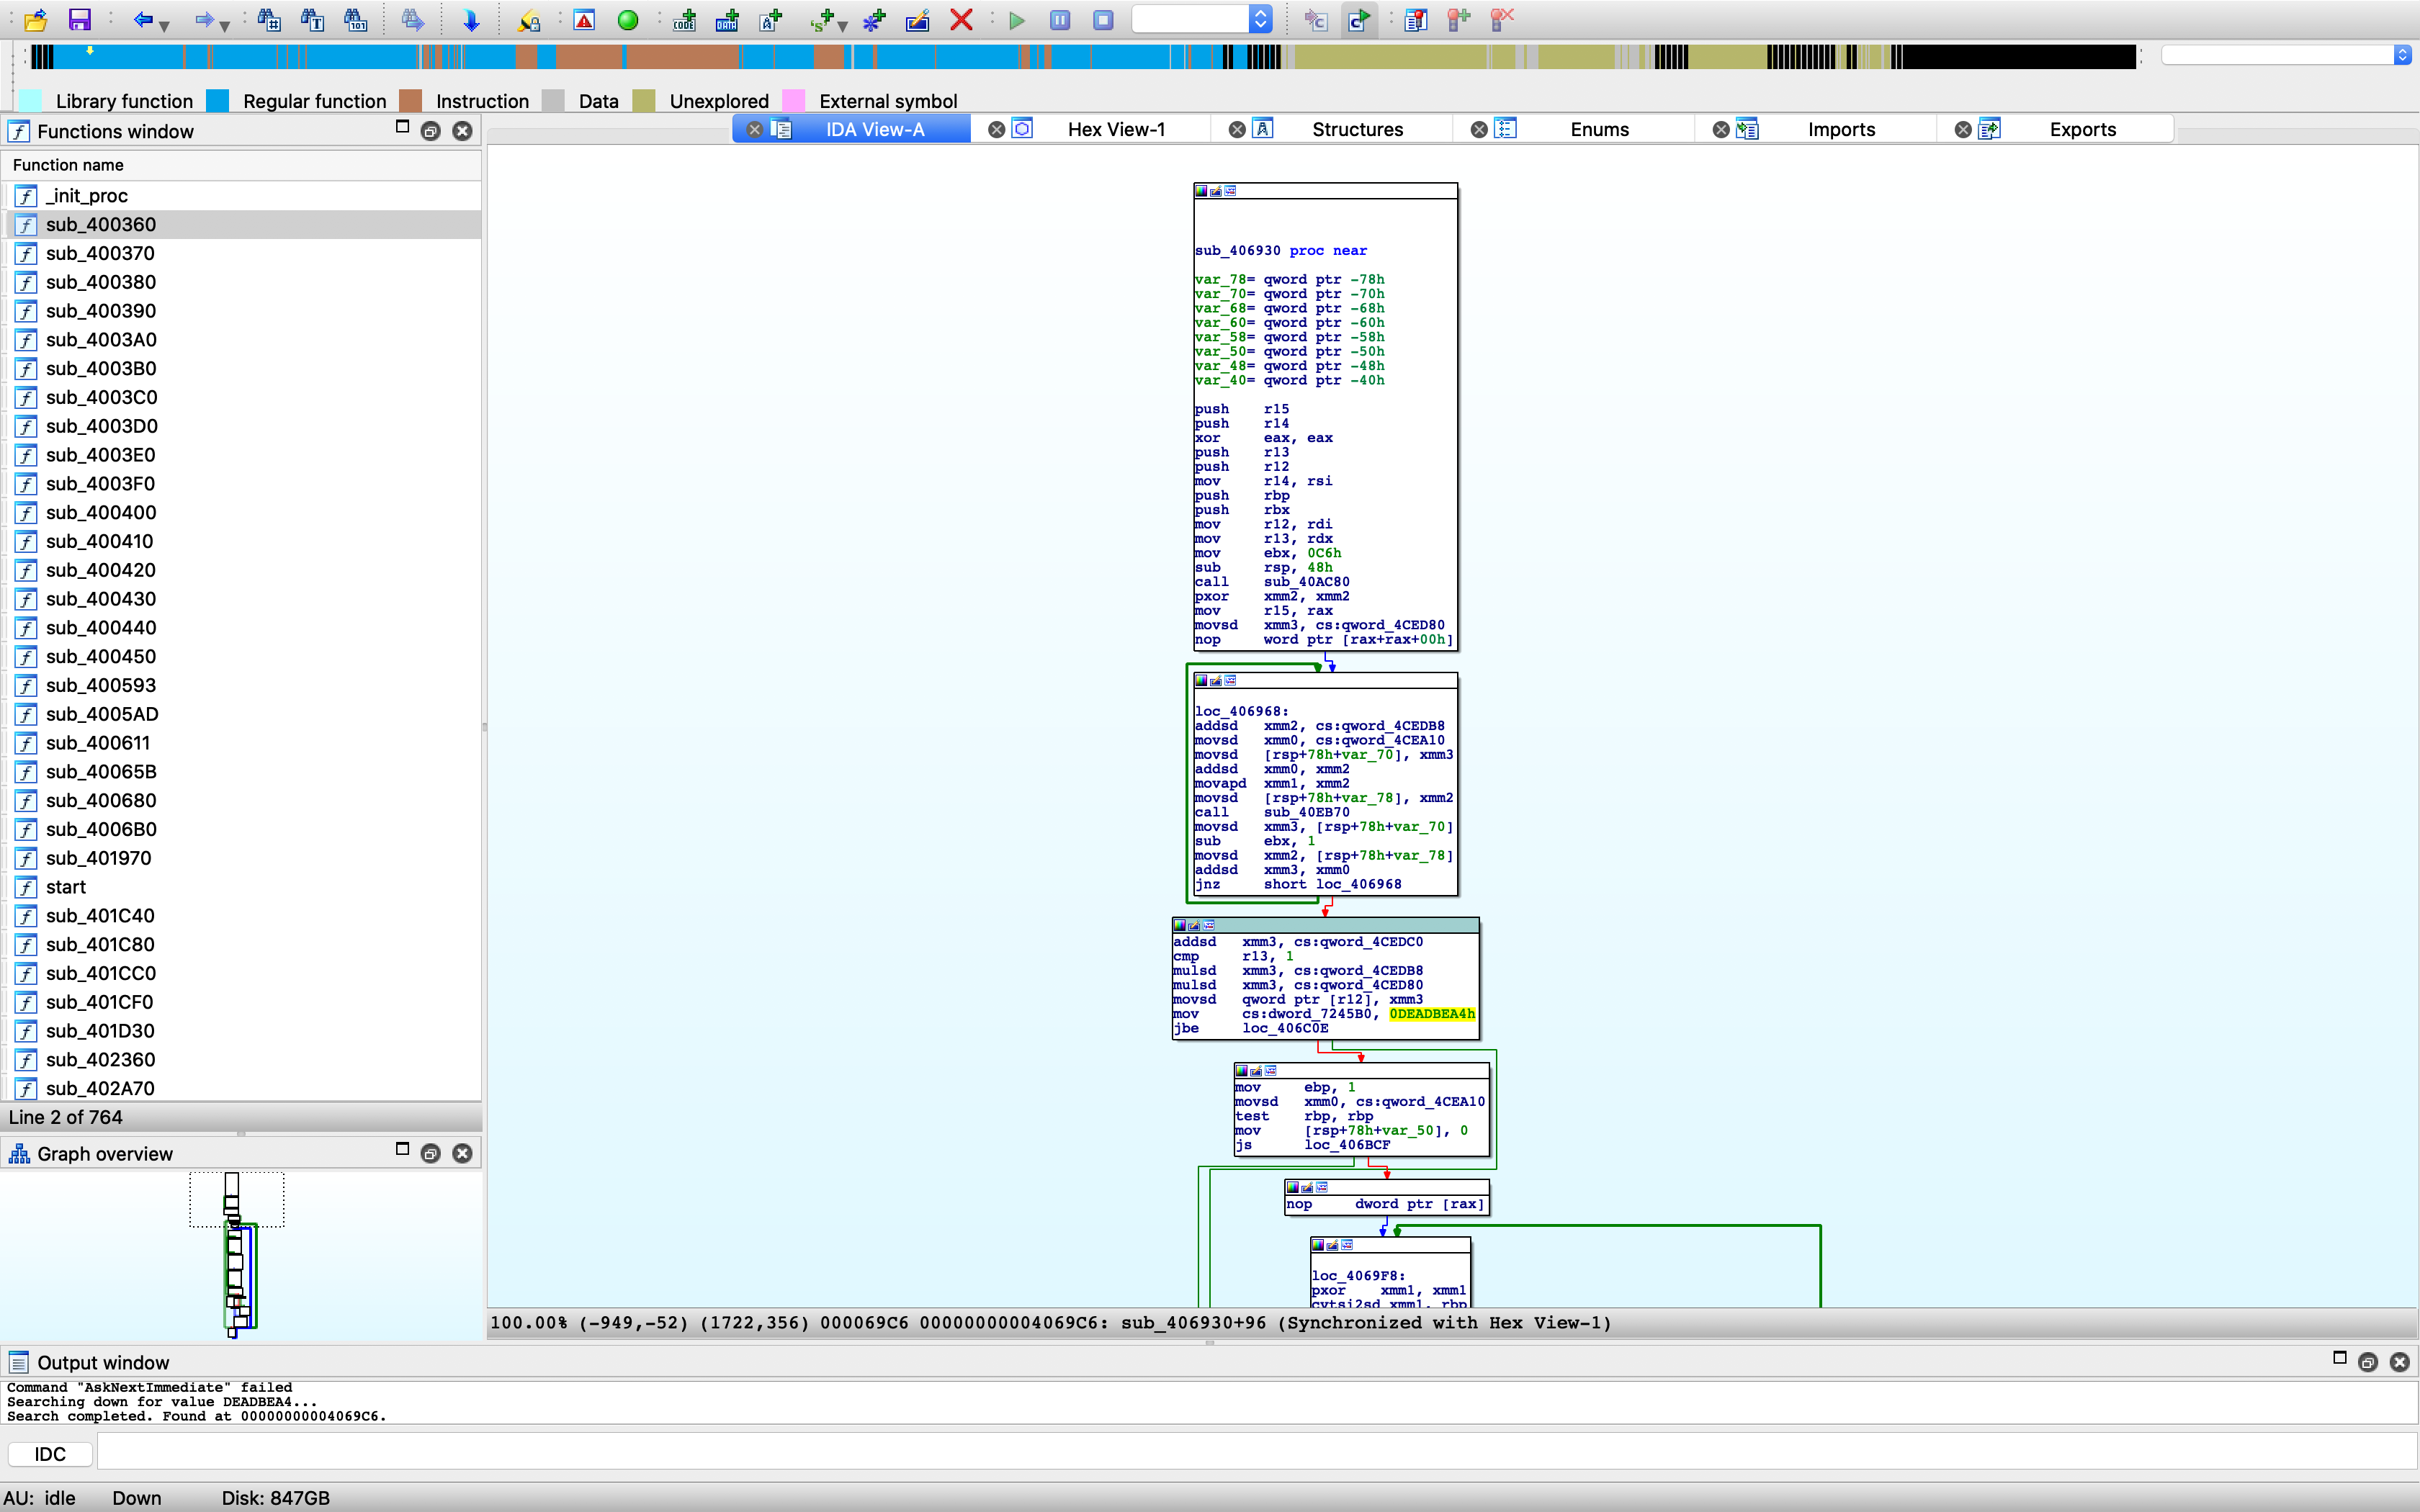 Library function Regular function Instruction Data Unexplored External symbol
Functions window
Function name
_init_proc
sub_400360
sub_400370
sub_400380
sub_400390
sub_4003A0
sub_4003B0
sub_4003C0
sub_4003D0
sub_4003E0
sub_4003F0
sub_400400
sub_400410
sub_400420
sub_400430
sub_400440
sub_400450
sub_400593
sub_4005AD
sub_400611
sub_40065B
sub_400680
sub_4006B0
sub_401970
start
sub_401C40
sub_401C80
sub_401CC0
sub_401CF0
sub_401D30
sub_402360
sub_402A70
Line 2 of 764
Graph overview
IDA View-A Hex View-1 Structures Enums Imports Exports
sub_406930 proc near
var_78= qword ptr -78h
var_70= qword ptr -70h
var_68= qword ptr -68h
var_60= qword ptr -60h
var_58= qword ptr -58h
var_50= qword ptr -50h
var_48= qword ptr -48h
var_40= qword ptr -40h
push r15
push r14
xor eax, eax
push r13
push r12
mov r14, rsi
push rbp
push rbx
mov r12, rdi
mov r13, rdx
mov ebx, 0C6h
sub rsp, 48h
call sub_40AC80
pxor xmm2, xmm2
mov r15, rax
movsd xmm3, cs:qword_4CED80
nop word ptr [rax+rax+00h]
loc_406968:
addsd xmm2, cs:qword_4CEDB8
movsd xmm0, cs:qword_4CEA10
movsd [rsp+78h+var_70], xmm3
addsd xmm0, xmm2
movapd xmm1, xmm2
movsd [rsp+78h+var_78], xmm2
call sub_40EB70
movsd xmm3, [rsp+78h+var_70]
sub ebx, 1
movsd xmm2, [rsp+78h+var_78]
addsd xmm3, xmm0
jnz short loc_406968
addsd xmm3, cs:qword_4CEDC0
cmp r13, 1
mulsd xmm3, cs:qword_4CEDB8
mulsd xmm3, cs:qword_4CED80
movsd qword ptr [r12], xmm3
mov cs:dword_7245B0, 0DEADBEA4h
jbe loc_406C0E
mov ebp, 1
movsd xmm0, cs:qword_4CEA10
test rbp, rbp
mov [rsp+78h+var_50], 0
js loc_406BCF
nop dword ptr [rax]
loc_4069F8:
pxor xmm1, xmm1
cvtsi2sd xmm1, rbp
100.00% (-949,-52) (1722,356) 000069C6 00000000004069C6: sub_406930+96 (Synchronized with Hex View-1)
Output window
Command "AskNextImmediate" failed
Searching down for value DEADBEA4...
Search completed. Found at 00000000004069C6.
IDC
AU: idle Down Disk: 847GB